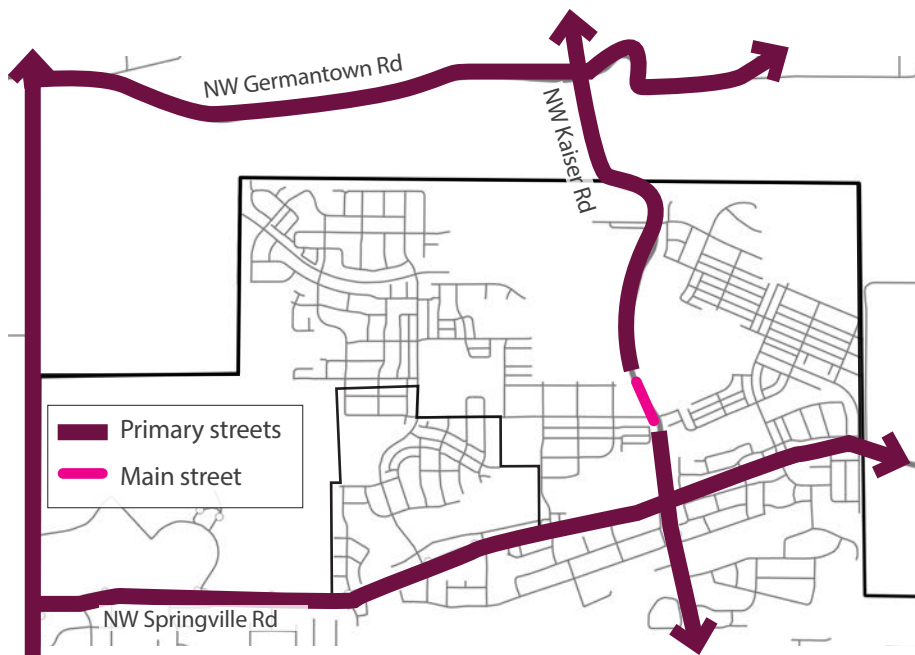 NW Germantown Rd
NW Kaiser Rd
Primary streets
Main street
NW Springville Rd